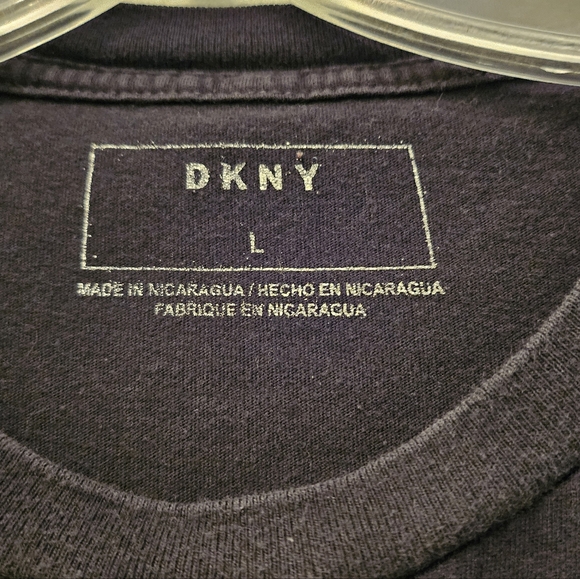 DKNY
L
MADE IN NICARAGUA / HECHO EN NICARAGUA
FABRIQUE EN NICARAGUA